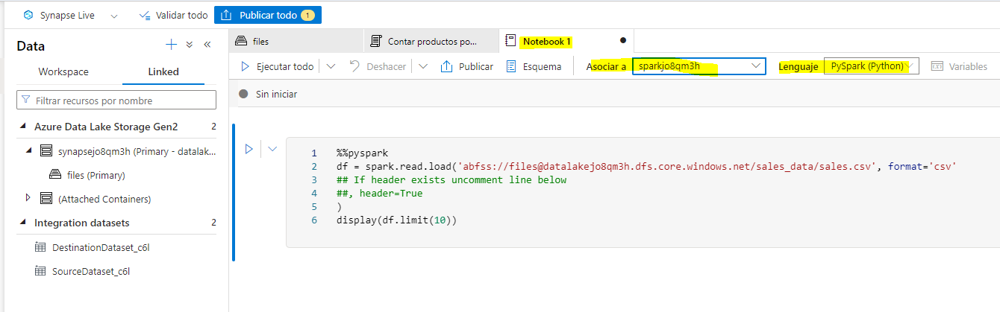 Synapse Live
Validar todo
Publicar todo 1
Data
Workspace
Linked
Filtrar recursos por nombre
Azure Data Lake Storage Gen2 2
synapsejo8qm3h (Primary - datalak...
files (Primary)
(Attached Containers)
Integration datasets 2
DestinationDataset_c6l
SourceDataset_c6l
files
Contar productos po...
Notebook 1
Ejecutar todo
Deshacer
Publicar
Esquema
Asociar a sparkjo8qm3h
Lenguaje PySpark (Python)
Variables
Sin iniciar
1 %%pyspark
2 df = spark.read.load('abfss://files@datalakejo8qm3h.dfs.core.windows.net/sales_data/sales.csv', format='csv'
3 ## If header exists uncomment line below
4 ##, header=True
5 )
6 display(df.limit(10))